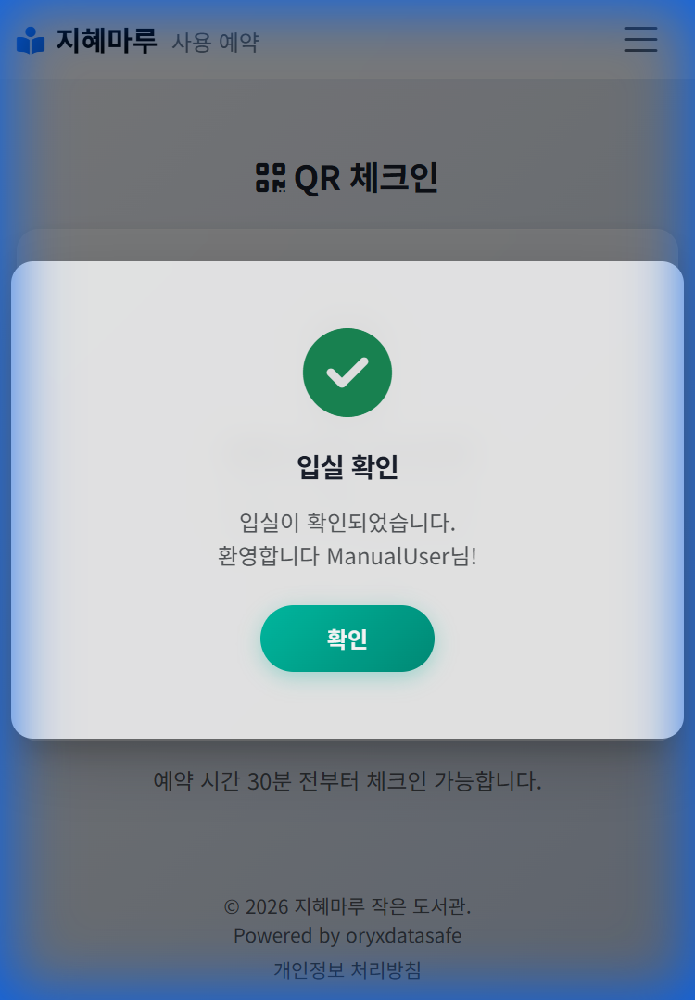 지혜마루 사용 예약
QR 체크인
입실 확인
입실이 확인되었습니다.
환영합니다 ManualUser님!
확인
예약 시간 30분 전부터 체크인 가능합니다.
© 2026 지혜마루 작은 도서관.
Powered by oryxdatasafe
개인정보 처리방침